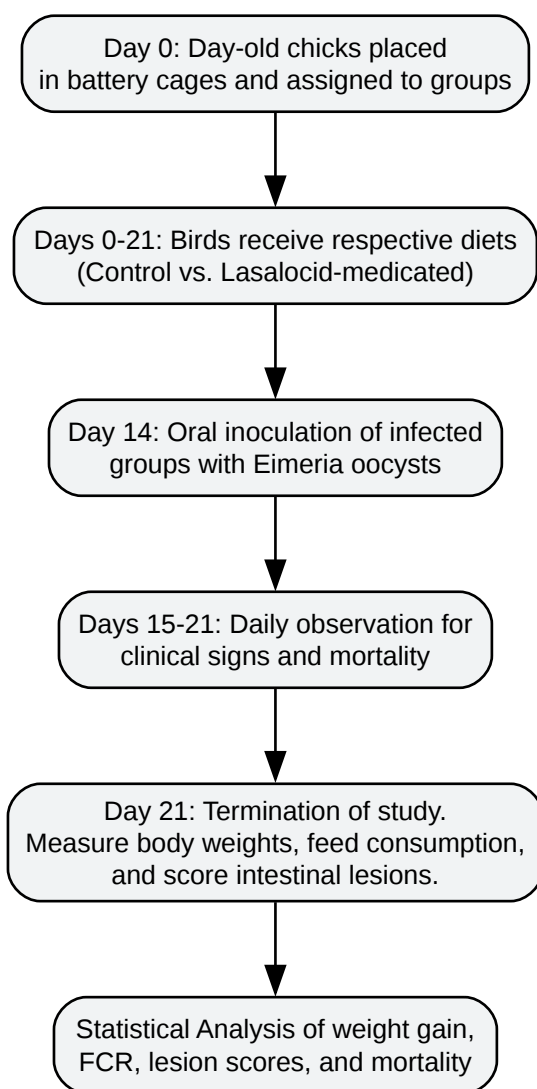 Day 0: Day-old chicks placed
in battery cages and assigned to groups
Days 0-21: Birds receive respective diets
(Control vs. Lasalocid-medicated)
Day 14: Oral inoculation of infected
groups with Eimeria oocysts
Days 15-21: Daily observation for
clinical signs and mortality
Day 21: Termination of study.
Measure body weights, feed consumption,
and score intestinal lesions.
Statistical Analysis of weight gain,
FCR, lesion scores, and mortality